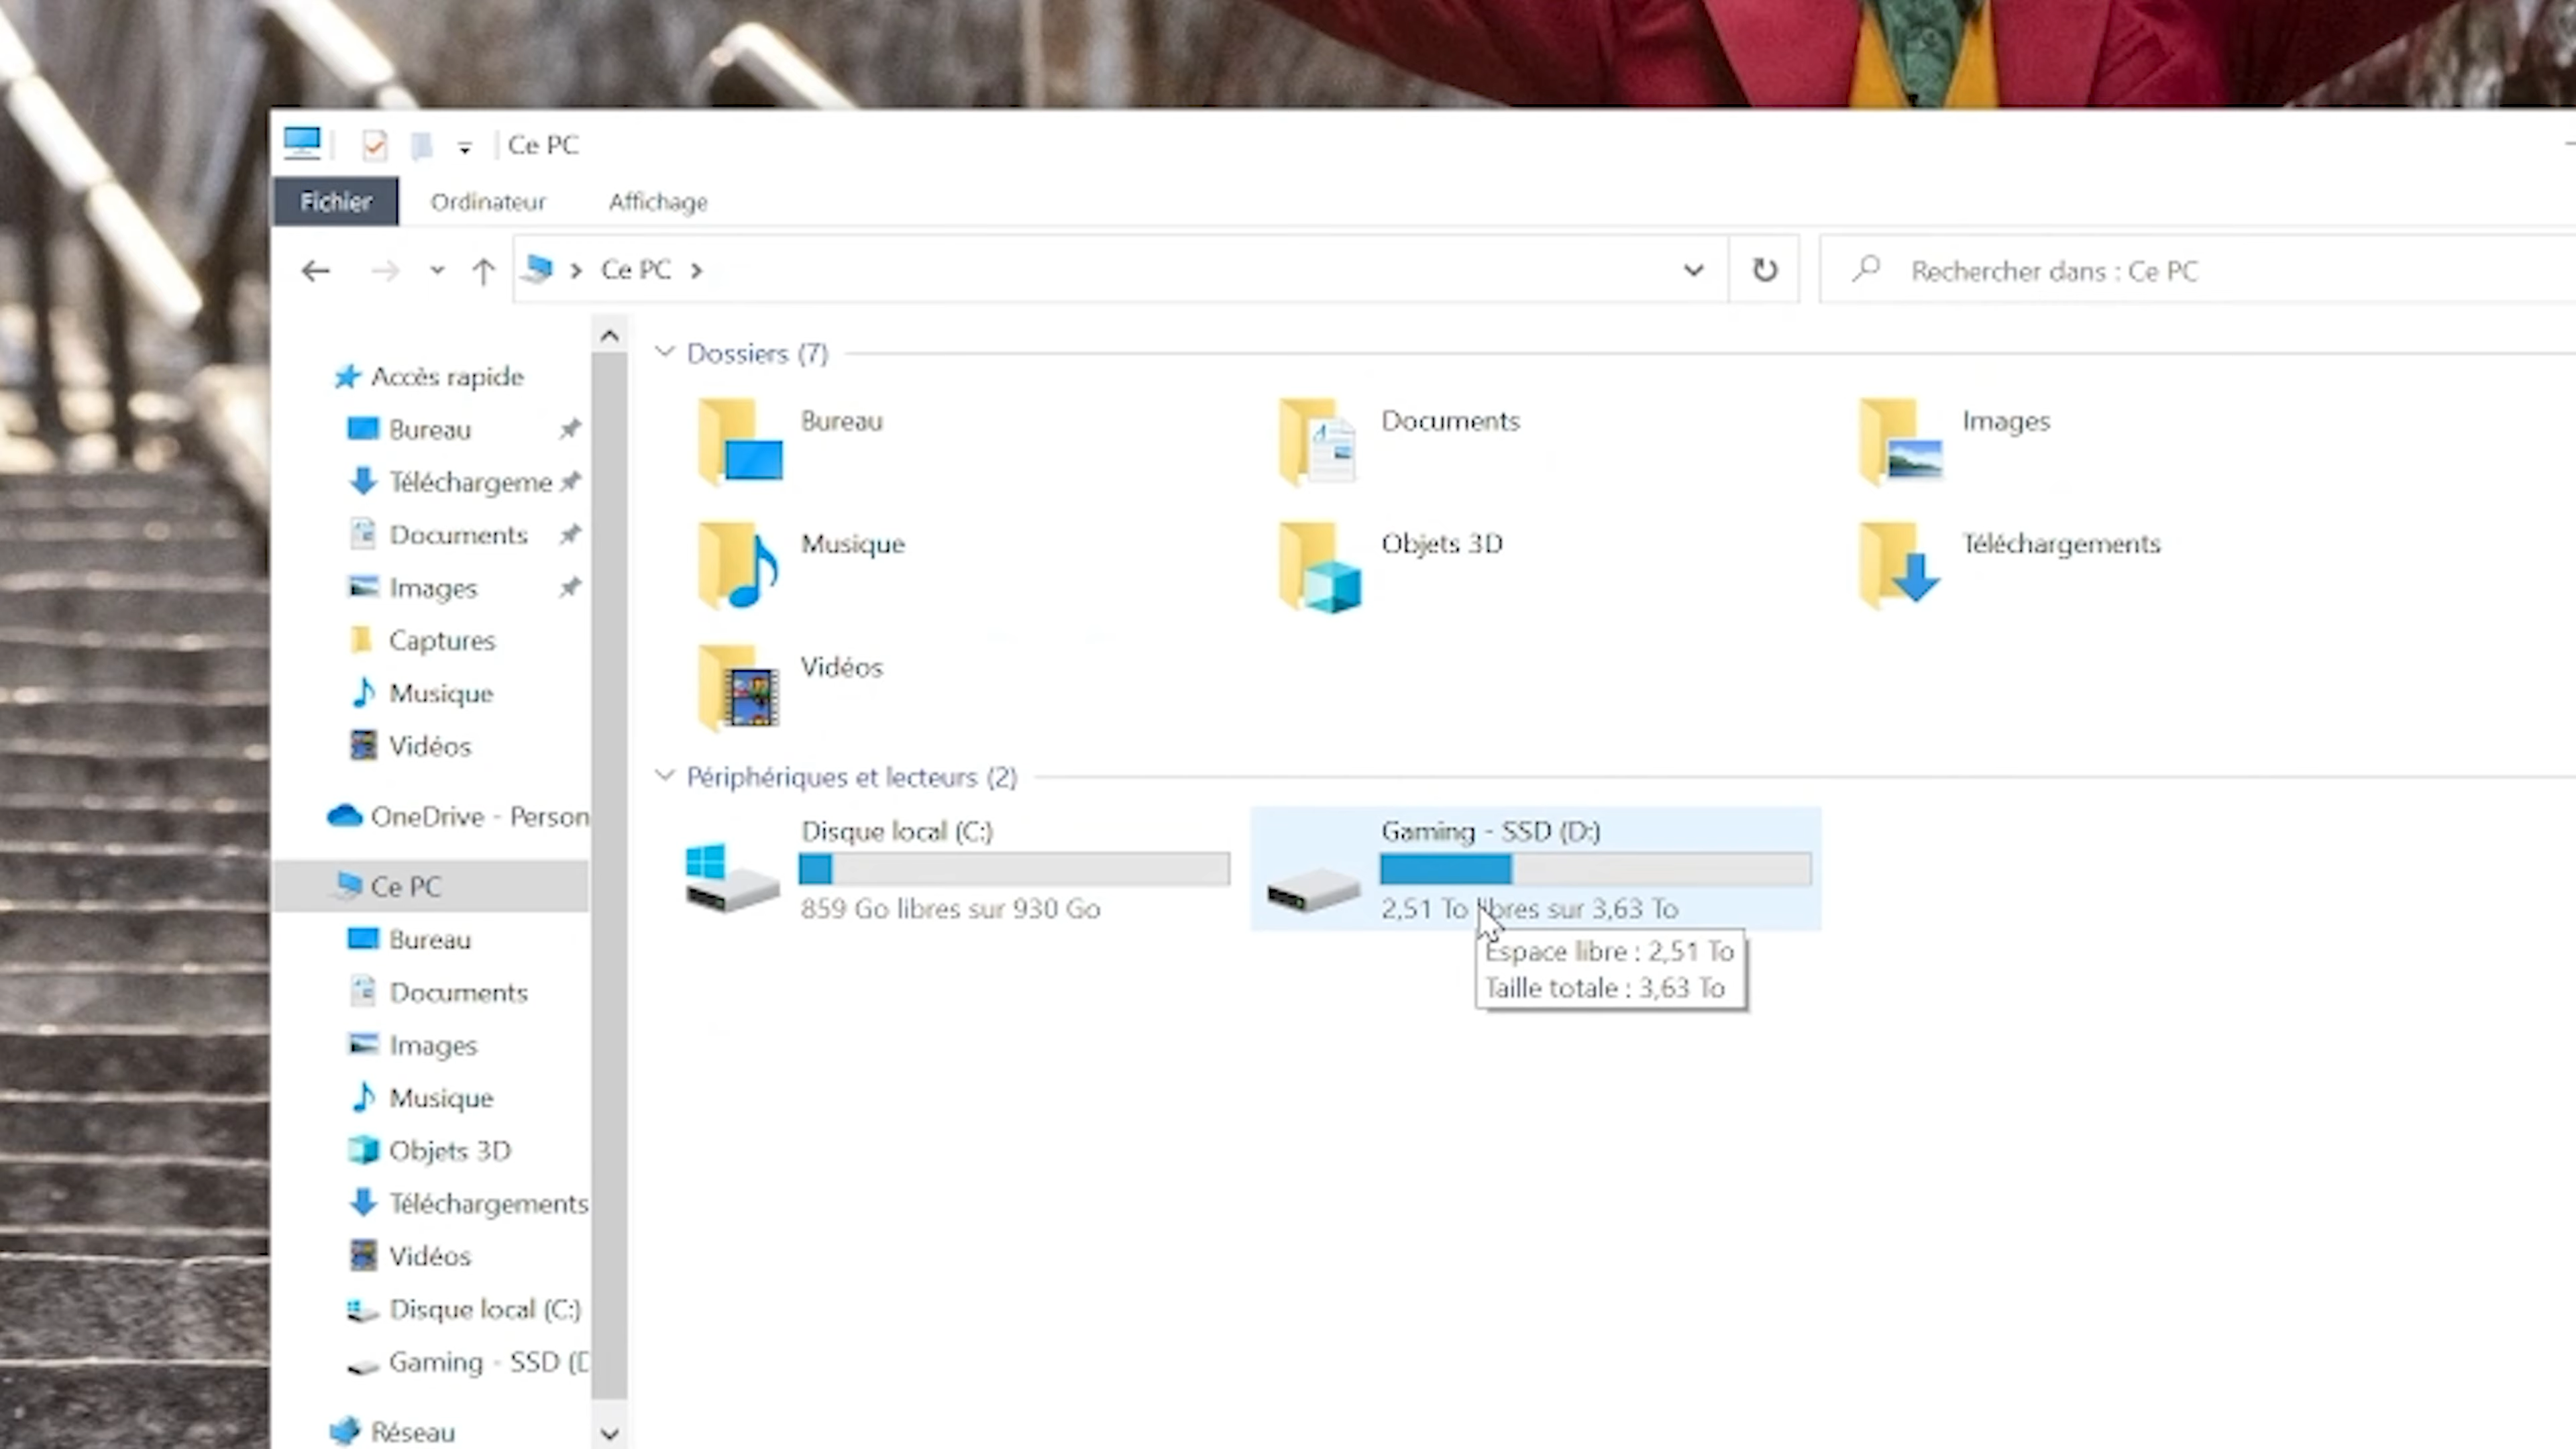 Ce PC
Fichier Ordinateur Affichage
Ce PC
Rechercher dans : Ce PC
Accès rapide
Bureau
Téléchargeme
Documents
Images
Captures
Musique
Vidéos
OneDrive - Person
Ce PC
Bureau
Documents
Images
Musique
Objets 3D
Téléchargements
Vidéos
Disque local (C:)
Gaming - SSD (D
Réseau
Dossiers (7)
Bureau
Documents
Images
Musique
Objets 3D
Téléchargements
Vidéos
Périphériques et lecteurs (2)
Disque local (C:)
859 Go libres sur 930 Go
Gaming - SSD (D:)
2,51 To libres sur 3,63 To
Espace libre : 2,51 To
Taille totale : 3,63 To